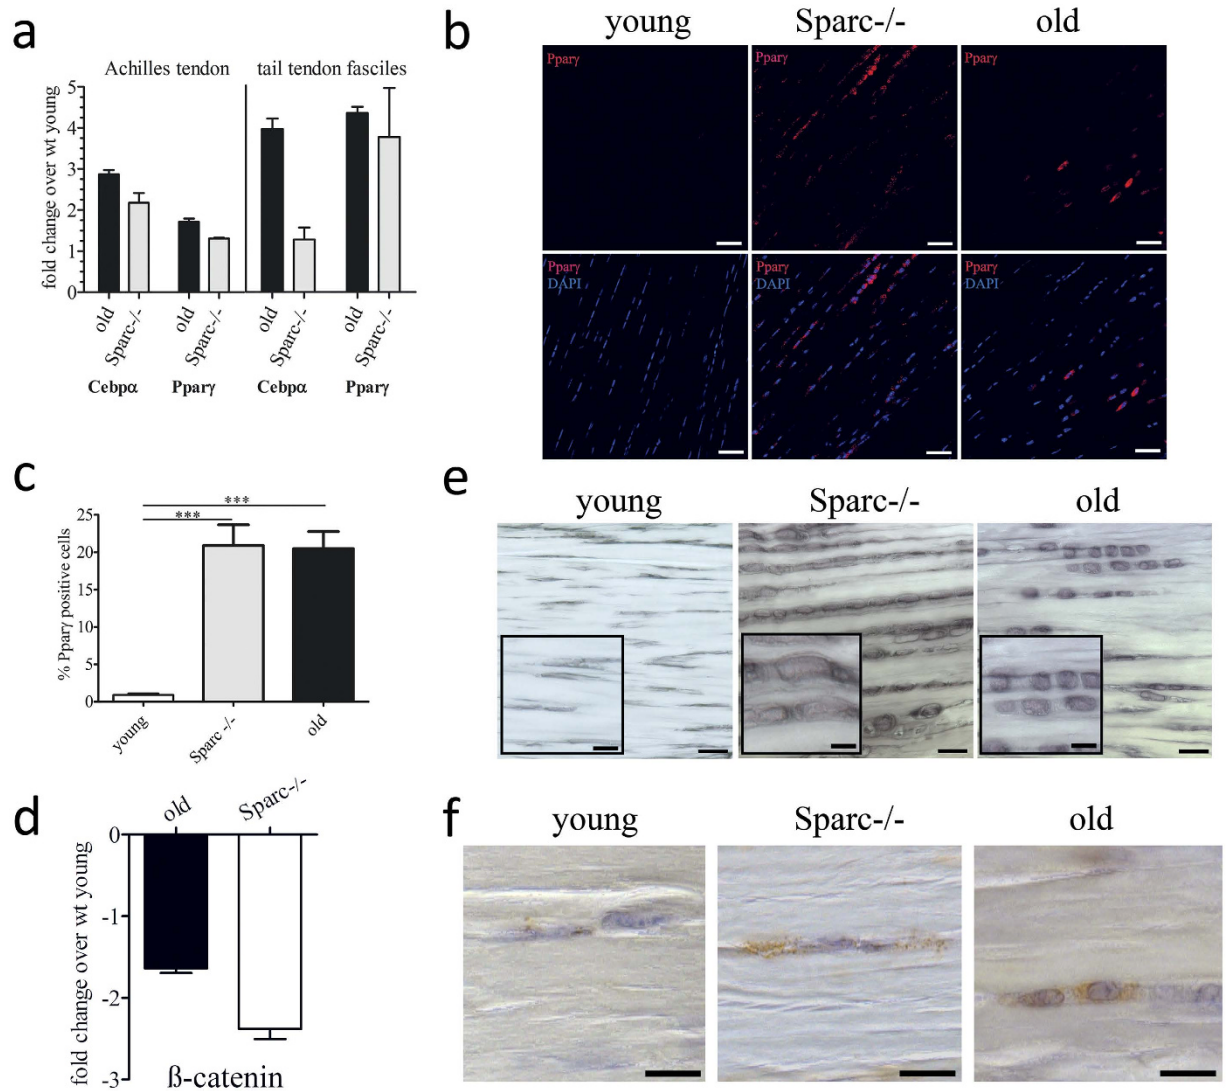 a
Achilles tendon
tail tendon fasciles
fold change over wt young
5
4
3
2
1
0
old
Sparc-/-
old
Sparc-/-
old
Sparc-/-
old
Sparc-/-
Cebpα
Pparγ
Cebpα
Pparγ
b
young
Sparc-/-
old
Pparγ
Pparγ
Pparγ
Pparγ
DAPI
Pparγ
DAPI
Pparγ
DAPI
c
% Pparγ positive cells
25
20
15
10
5
0
***
***
young
Sparc -/-
old
d
old
Sparc-/-
fold change over wt young
0
-1
-2
-3
ß-catenin
e
young
Sparc-/-
old
f
young
Sparc-/-
old